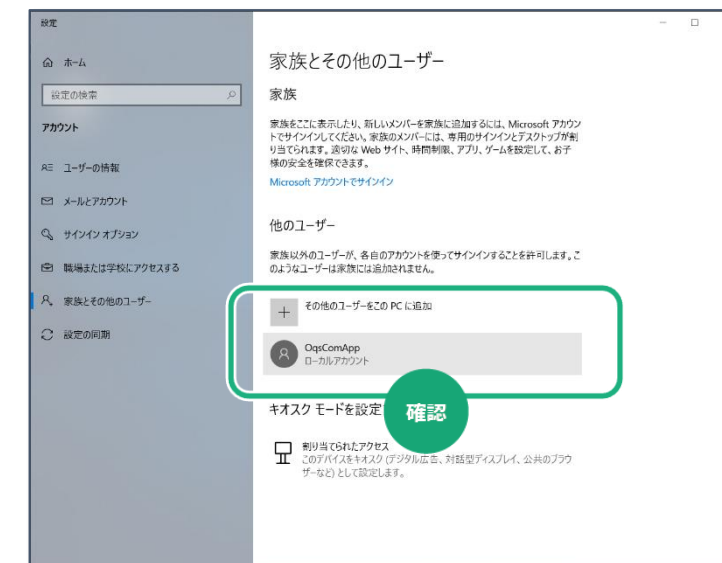 設定
ホーム
設定の検索
アカウント
ユーザーの情報
メールとアカウント
サインイン オプション
職場または学校にアクセスする
家族とその他のユーザー
設定の同期
家族とその他のユーザー
家族
家族をここに表示したり、新しいメンバーを家族に追加するには、Microsoft アカウン
トでサインインしてください。家族のメンバーには、専用のサインインとデスクトップが割
り当てられます。適切な Web サイト、時間制限、アプリ、ゲームを設定して、お子
様の安全を確保できます。
Microsoft アカウントでサインイン
他のユーザー
家族以外のユーザーが、各自のアカウントを使ってサインインすることを許可します。こ
のようなユーザーは家族には追加されません。
その他のユーザーをこの PC に追加
OqsComApp
ローカルアカウント
キオスク モードを設定
確認
割り当てられたアクセス
このデバイスをキオスク (デジタル広告、対話型ディスプレイ、公共のブラウ
ザーなど) として設定します。